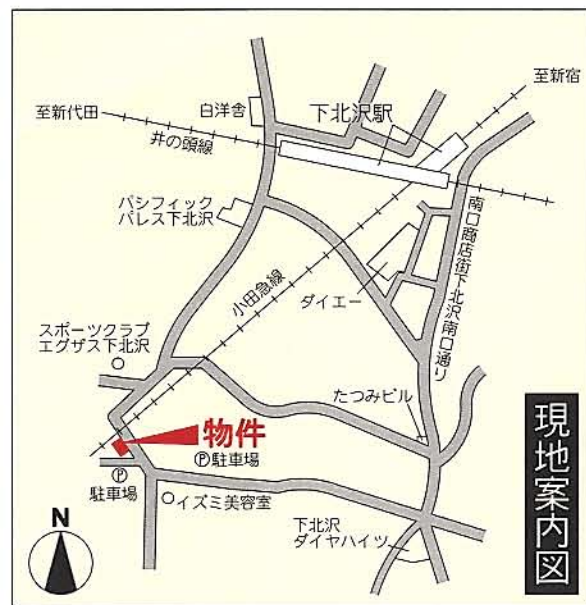 至新宿
白洋舎
下北沢駅
至新代田
井の頭線
パシフィック
パレス下北沢
南口商店街下北沢南口通り
小田急線
ダイエー
スポーツクラブ
エグザス下北沢
たつみビル
物件
Ⓟ駐車場
Ⓟ
駐車場
イズミ美容室
下北沢
ダイヤハイツ
N
現地案内図